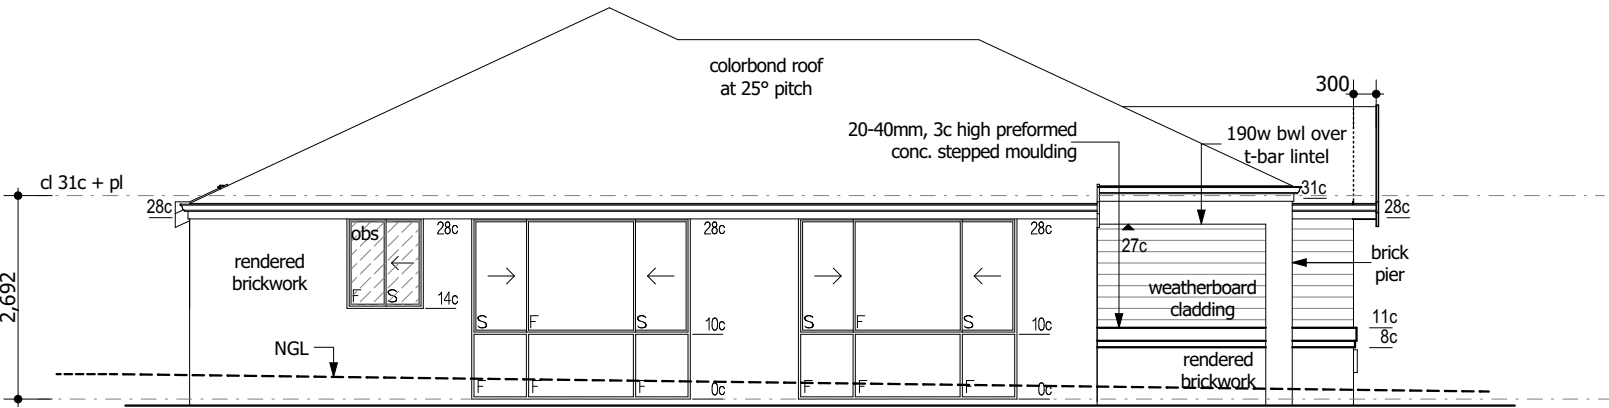 colorbond roof
at 25° pitch
300
20-40mm, 3c high preformed
conc. stepped moulding
190w bwl over
t-bar lintel
cl 31c + pl
31c
28c
28c
obs
28c
28c
28c
27c
rendered
brickwork
brick
pier
2,692
F S
14c
weatherboard
cladding
S F S
10c
S F S
10c
11c
8c
NGL
rendered
brickwork
F F F
0c
F F F
0c